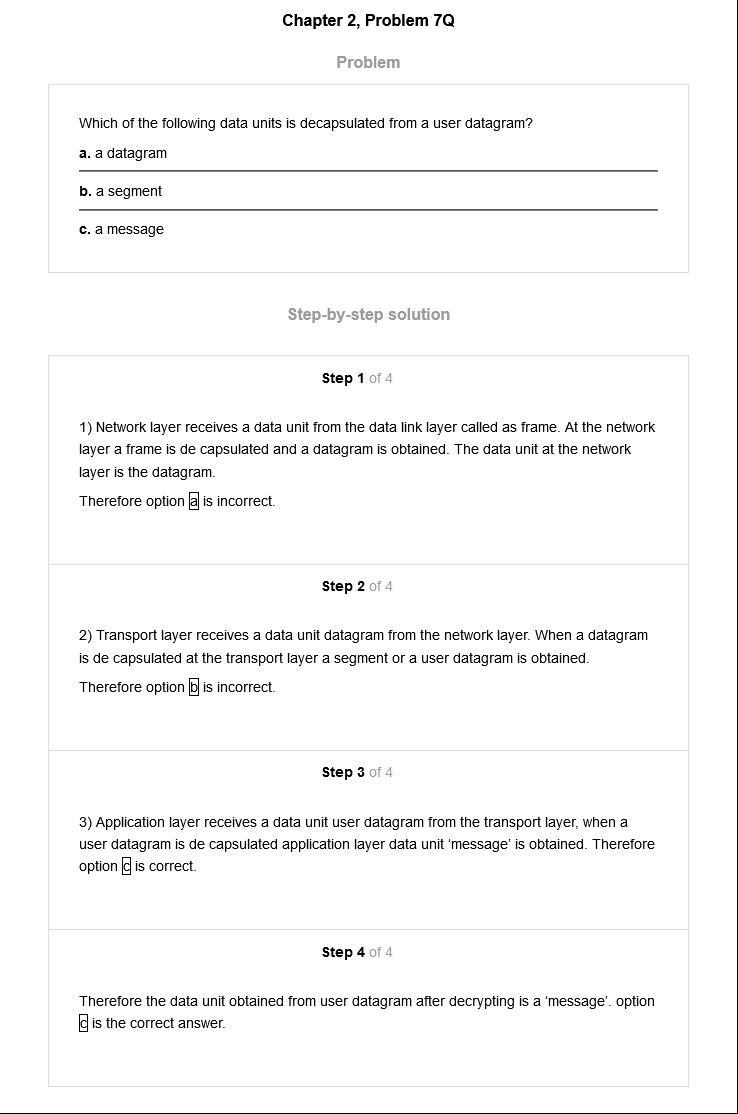 Chapter 2, Problem 7Q
Problem
Which of the following data units is decapsulated from a user datagram?
a. a datagram
b. a segment
c. a message
Step-by-step solution
Step 1 of 4
1) Network layer receives a data unit from the data link layer called as frame. At the network
layer a frame is de capsulated and a datagram is obtained. The data unit at the network
layer is the datagram.
Therefore option a is incorrect.
Step 2 of 4
2) Transport layer receives a data unit datagram from the network layer. When a datagram
is de capsulated at the transport layer a segment or a user datagram is obtained.
Therefore option b is incorrect.
Step 3 of 4
3) Application layer receives a data unit user datagram from the transport layer, when a
user datagram is de capsulated application layer data unit ‘message’ is obtained. Therefore
option c is correct.
Step 4 of 4
Therefore the data unit obtained from user datagram after decrypting is a ‘message’. option
c is the correct answer.